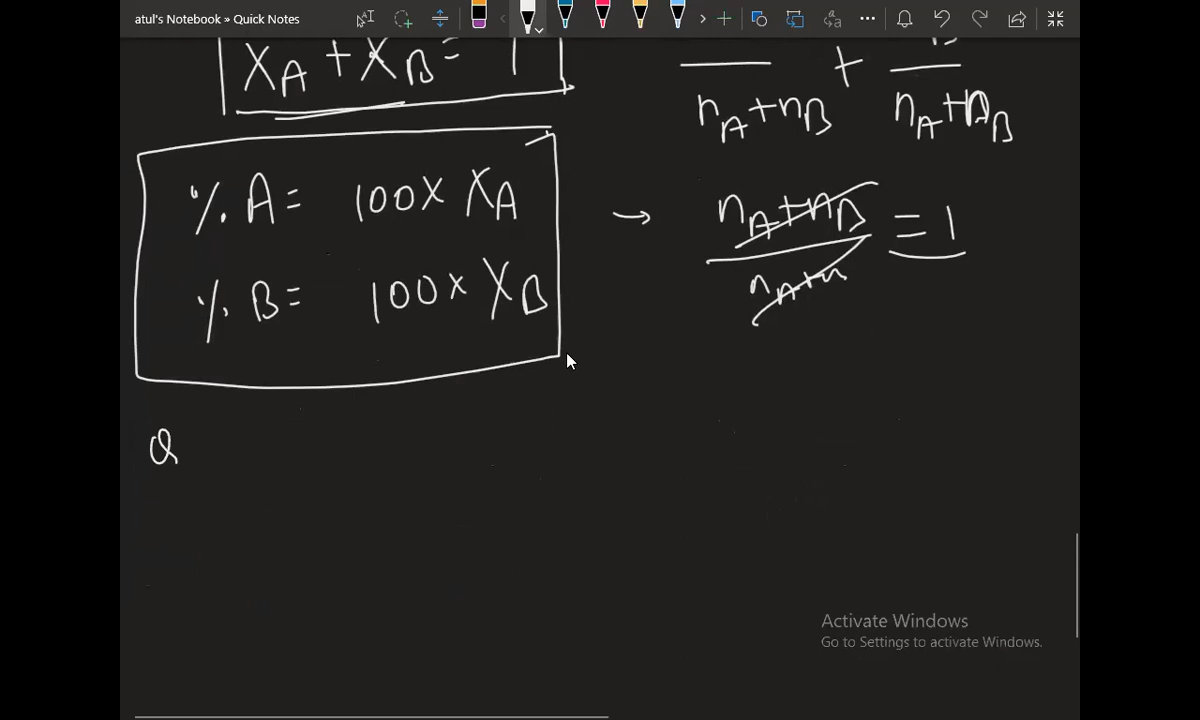 atul's Notebook » Quick Notes
X_A + X_B = 1
n_A+n_B + n_A+n_B
% A = 100 x X_A
% B = 100 x X_B
→ n_A+n_B = 1
n_A+n
Q
Activate Windows
Go to Settings to activate Windows.